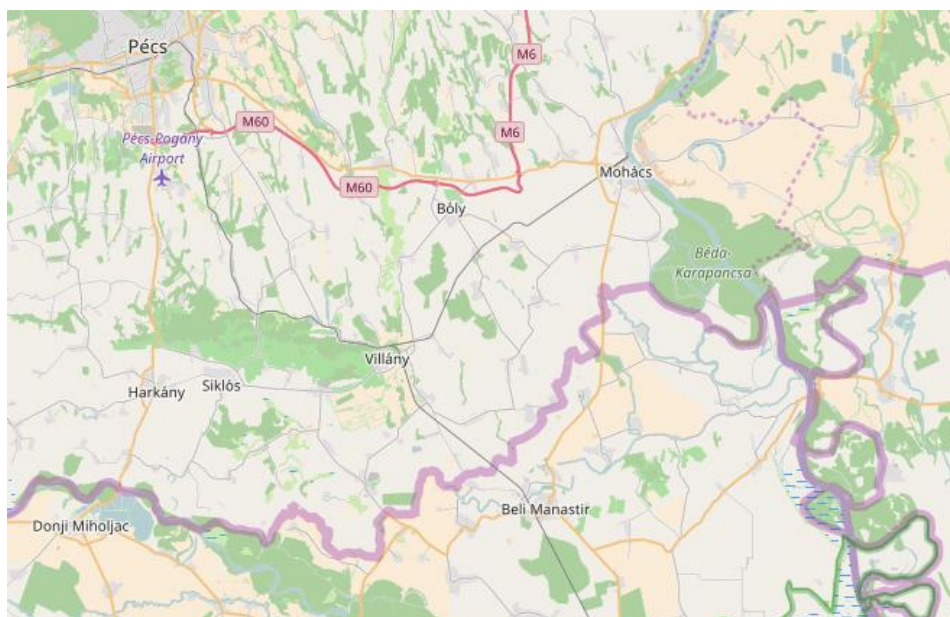 Pécs
M6
M60
M6
Pécs-Pogány
Airport
Mohács
M60
Bóly
Béda-
Karapancsa
Villány
Siklós
Harkány
Beli Manastir
Donji Miholjac